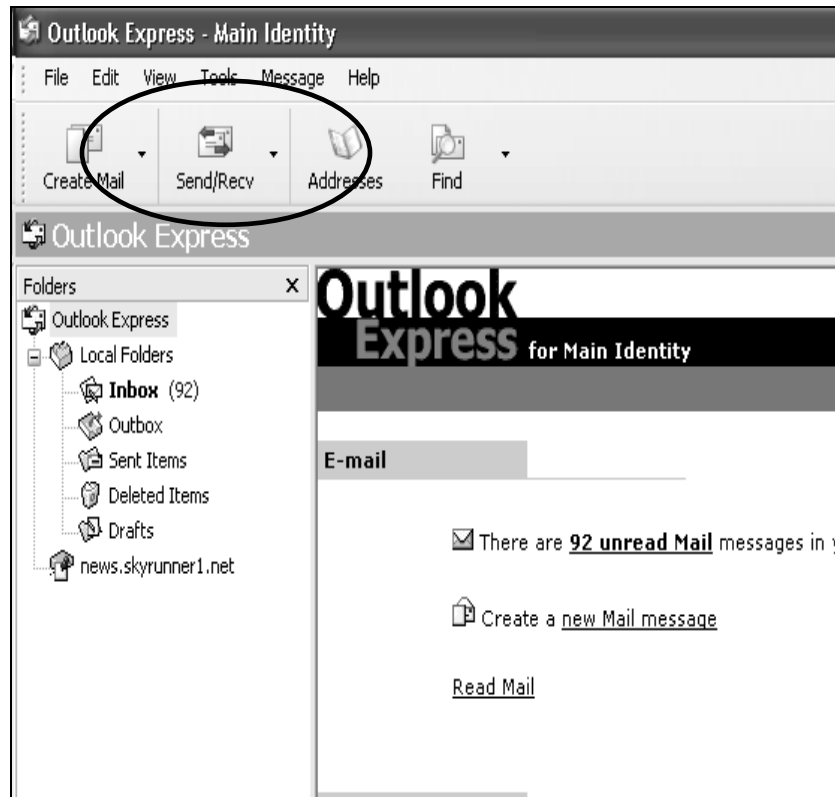 Outlook Express - Main Identity
File Edit View Tools Message Help
Create Mail Send/Recv Addresses Find
Outlook Express
Folders X
Outlook Express
Local Folders
Inbox (92)
Outbox
Sent Items
Deleted Items
Drafts
news.skyrunner1.net
Outlook
Express for Main Identity
E-mail
There are 92 unread Mail messages in
Create a new Mail message
Read Mail